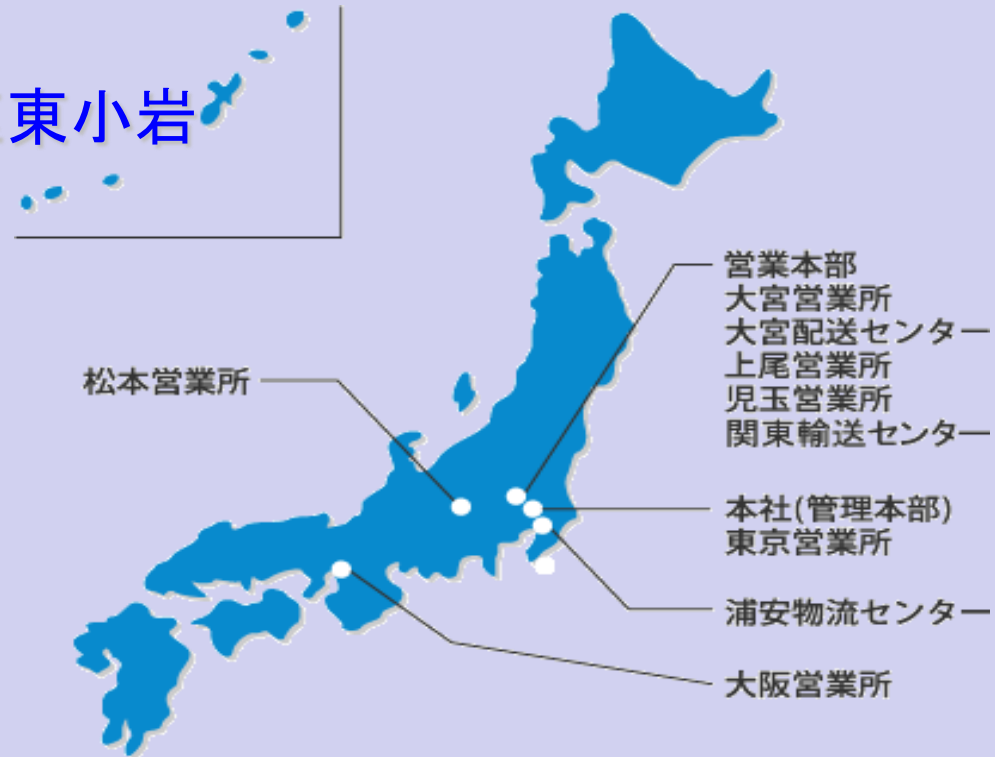 東小岩
営業本部
大宮営業所
大宮配送センター
上尾営業所
児玉営業所
関東輸送センター
松本営業所
本社(管理本部)
東京営業所
浦安物流センター
大阪営業所